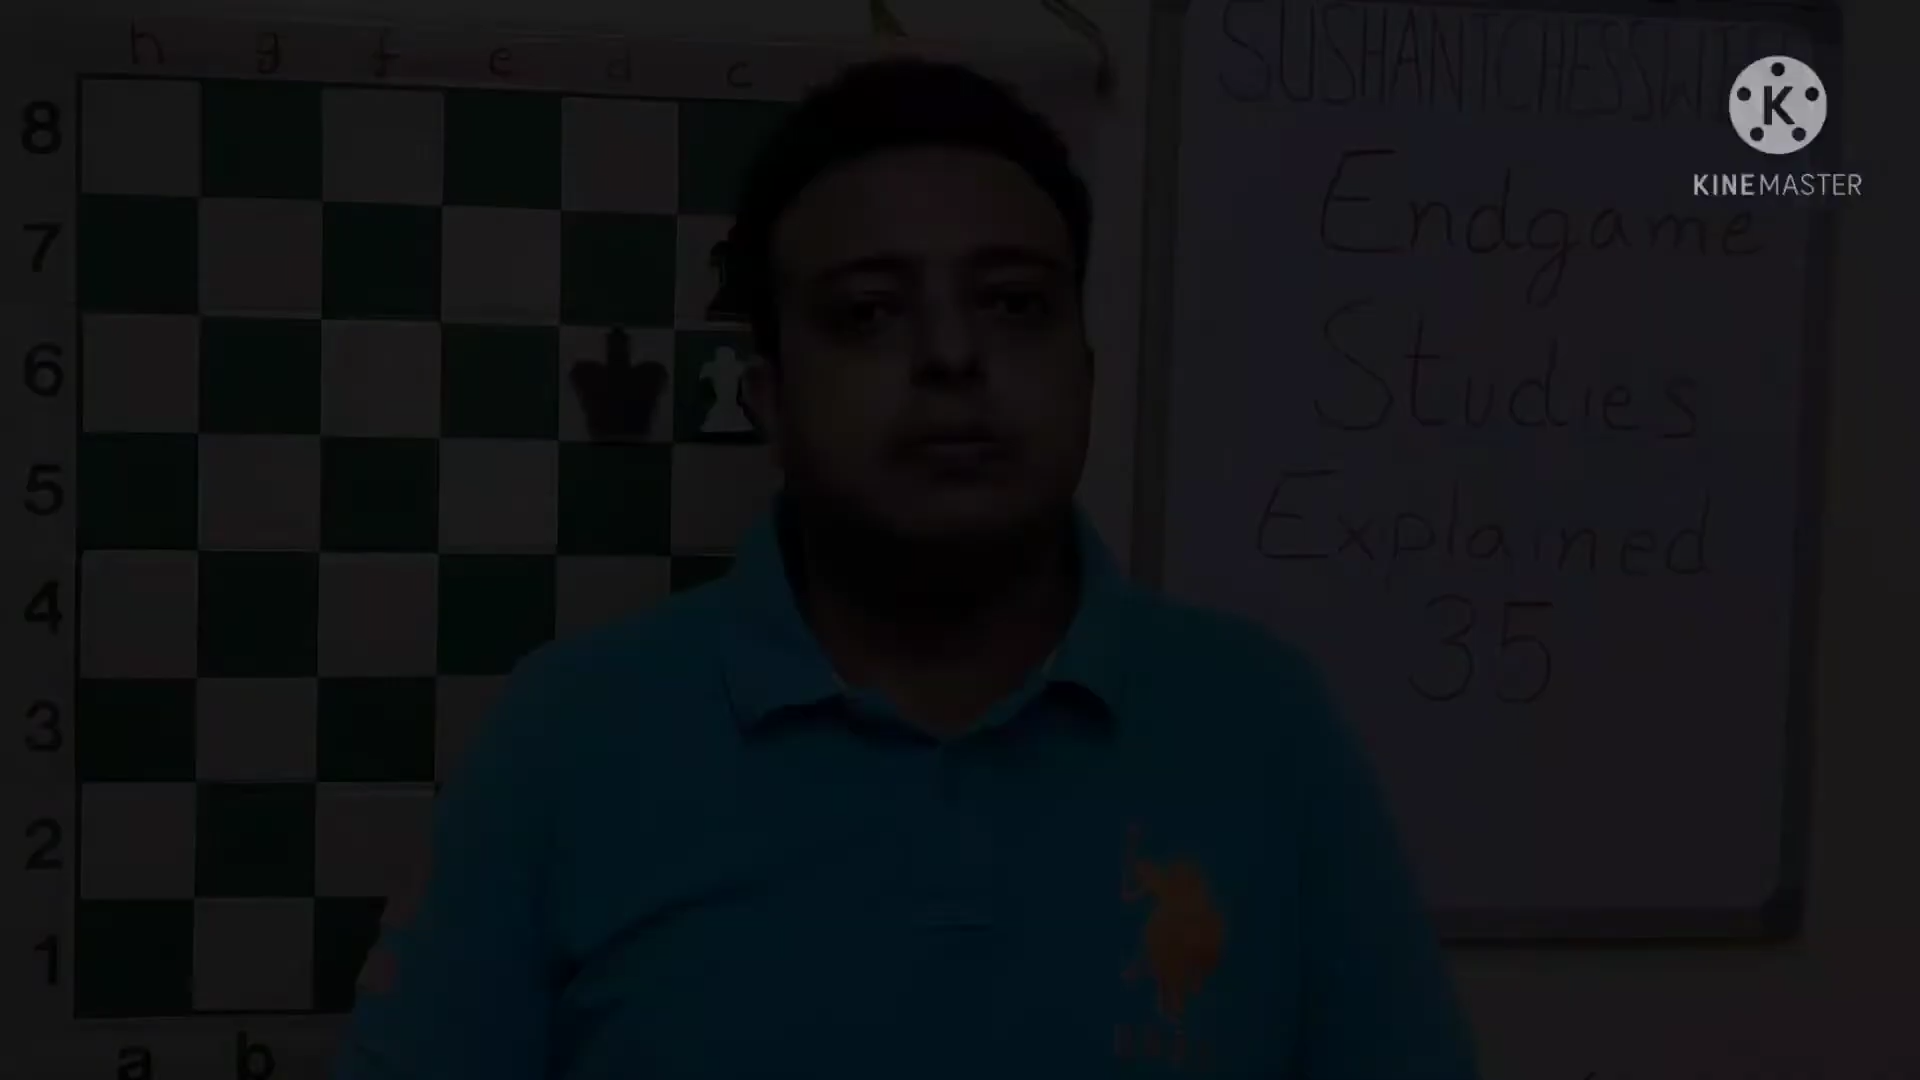 h g f e d c
SUSHANTCHESSWIT
K
KINEMASTER
8
7
6
5
4
3
2
1
a b
Endgame
Studies
Explained
35